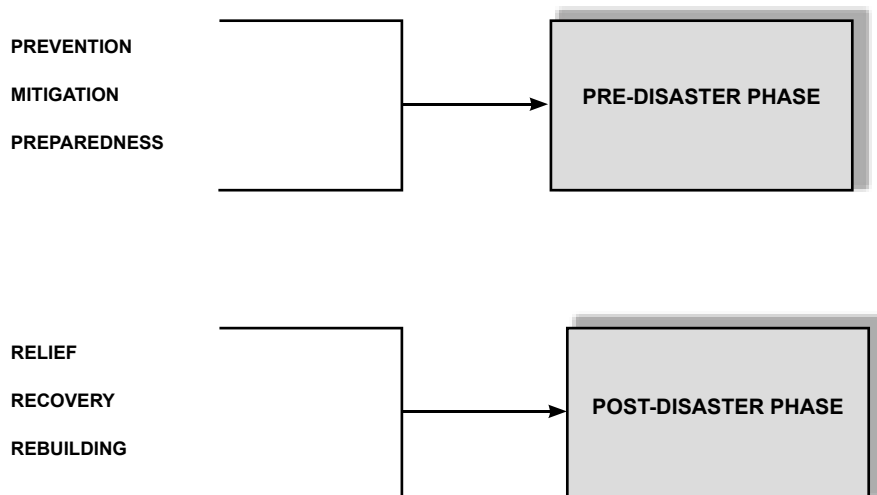 PREVENTION
MITIGATION
PREPAREDNESS
PRE-DISASTER PHASE
RELIEF
RECOVERY
REBUILDING
POST-DISASTER PHASE